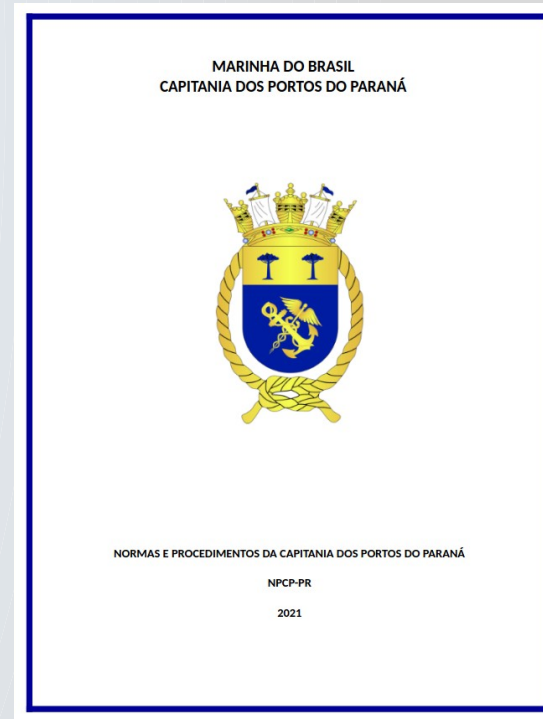 MARINHA DO BRASIL
CAPITANIA DOS PORTOS DO PARANÁ
NORMAS E PROCEDIMENTOS DA CAPITANIA DOS PORTOS DO PARANÁ
NPCP-PR
2021